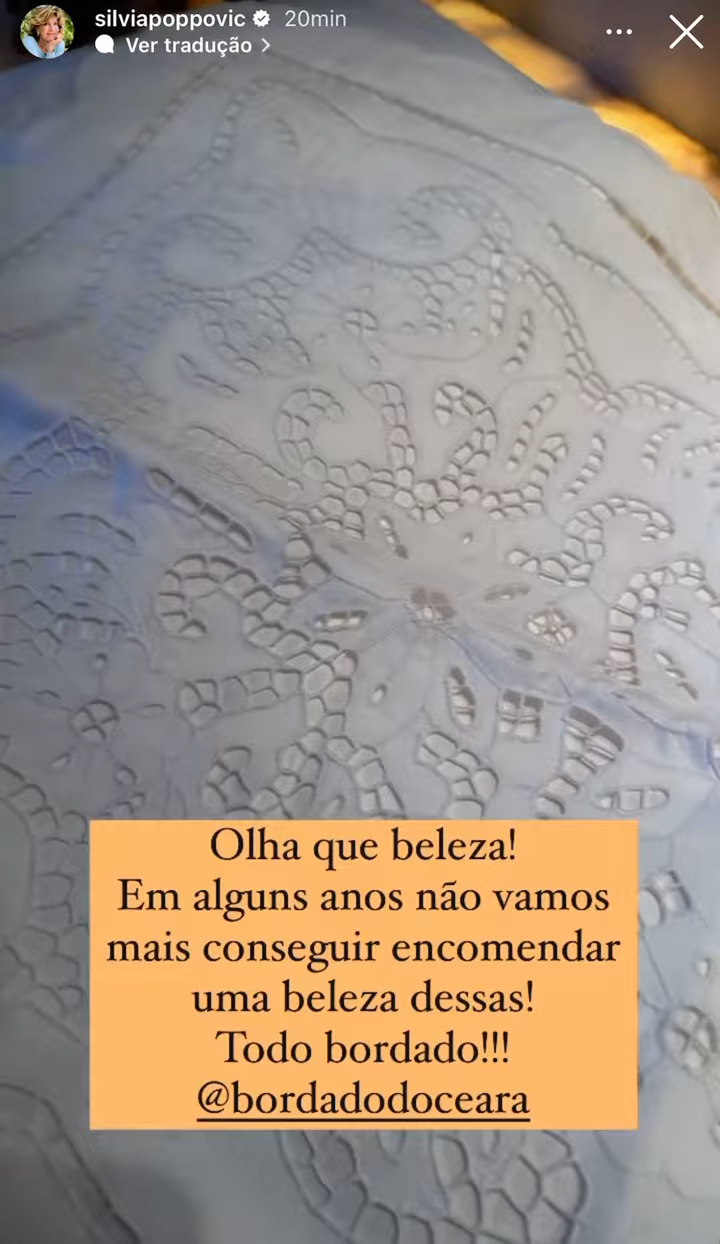 silviapoppovic 20min
Ver tradução
Olha que beleza!
Em alguns anos não vamos
mais conseguir encomendar
uma beleza dessas!
Todo bordado!!!
@bordadodoceara